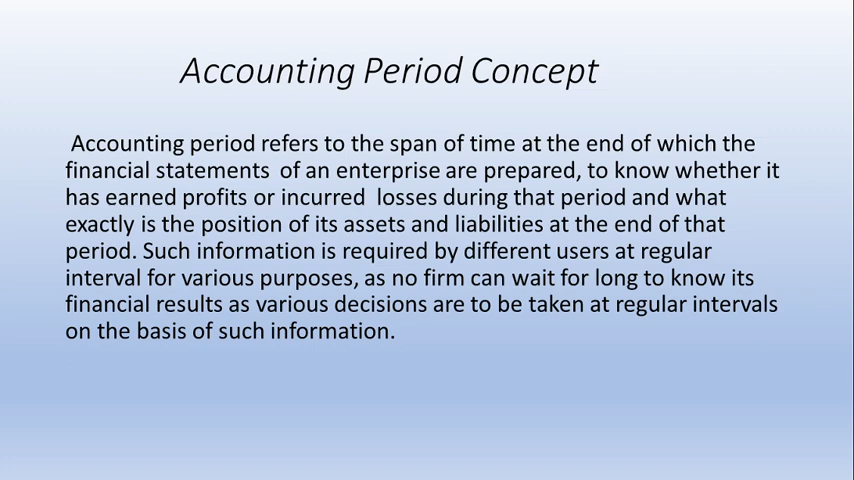 Accounting Period Concept
Accounting period refers to the span of time at the end of which the
financial statements of an enterprise are prepared, to know whether it
has earned profits or incurred losses during that period and what
exactly is the position of its assets and liabilities at the end of that
period. Such information is required by different users at regular
interval for various purposes, as no firm can wait for long to know its
financial results as various decisions are to be taken at regular intervals
on the basis of such information.